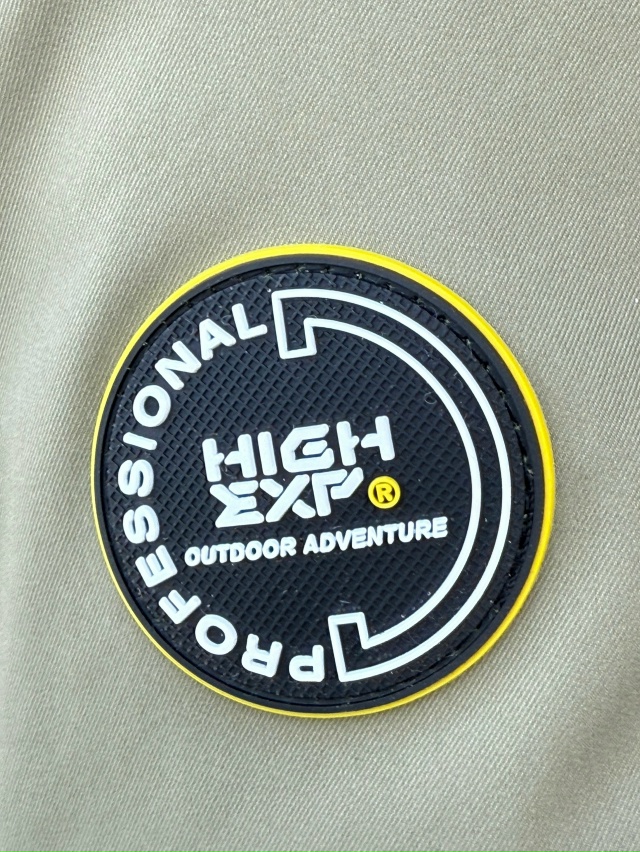 PROFESSIONAL
HIGH
EXP®
OUTDOOR ADVENTURE